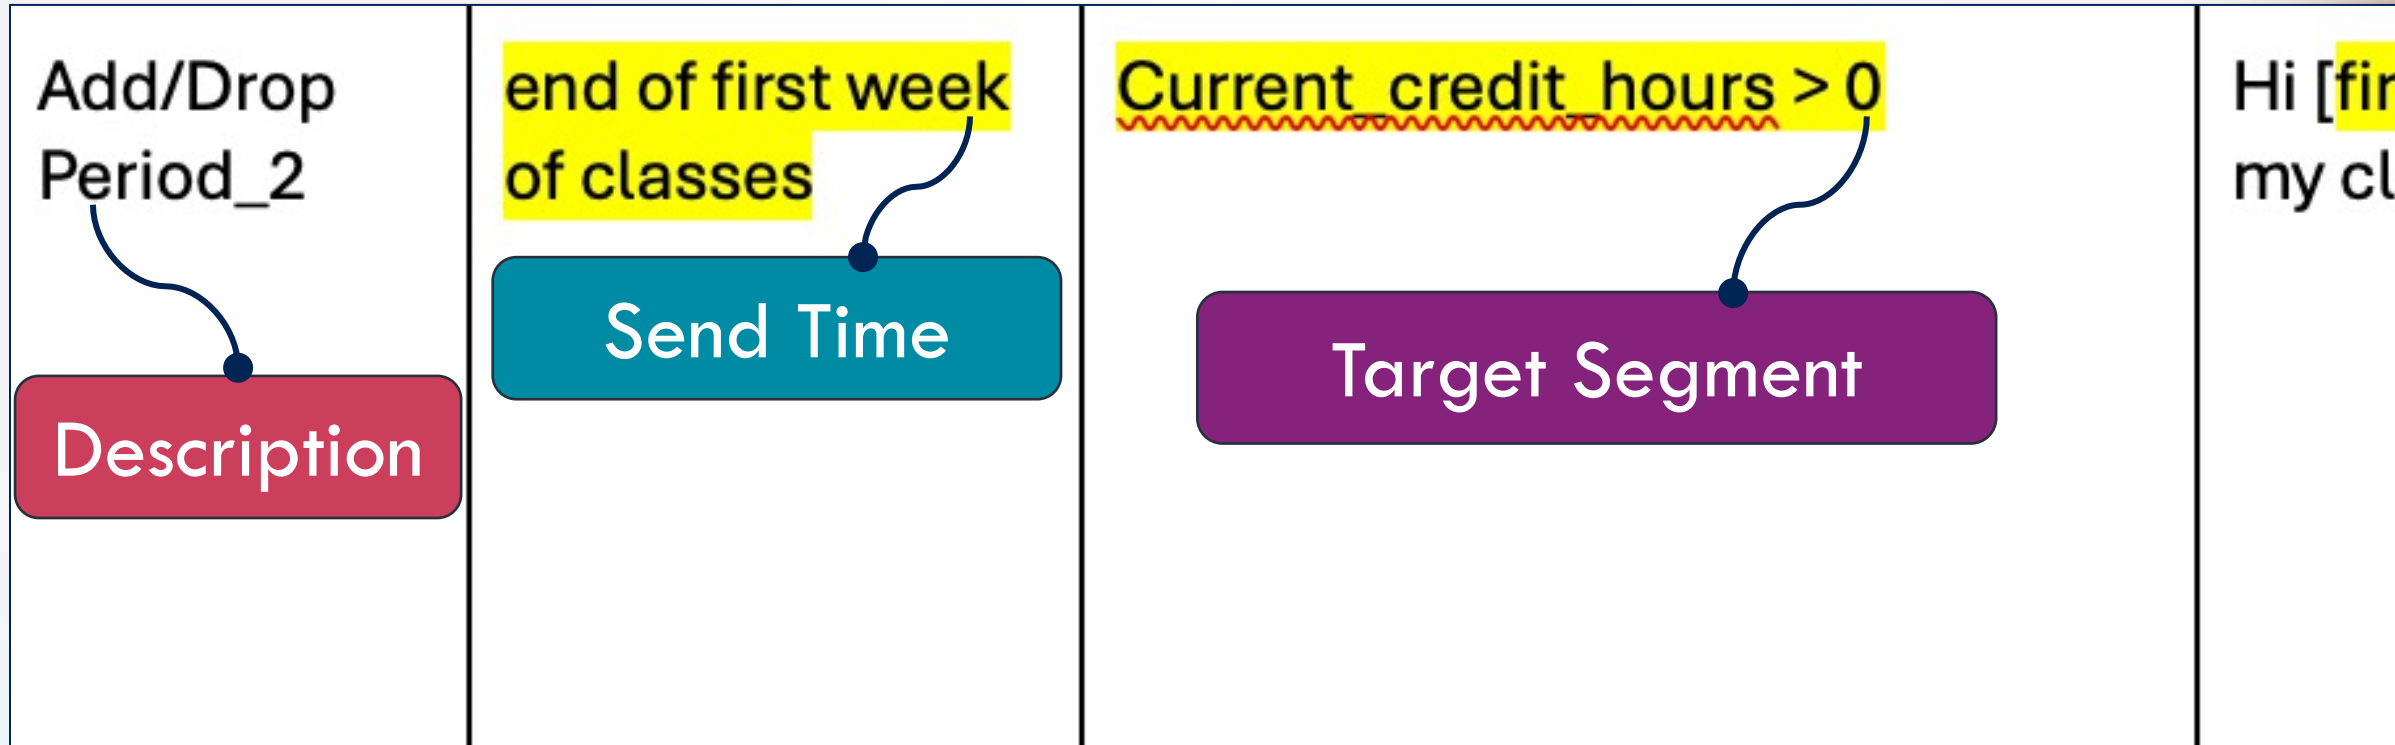 Add/Drop
Period_2
Description
end of first week
of classes
Send Time
Current_credit_hours > 0
Target Segment
Hi [
my